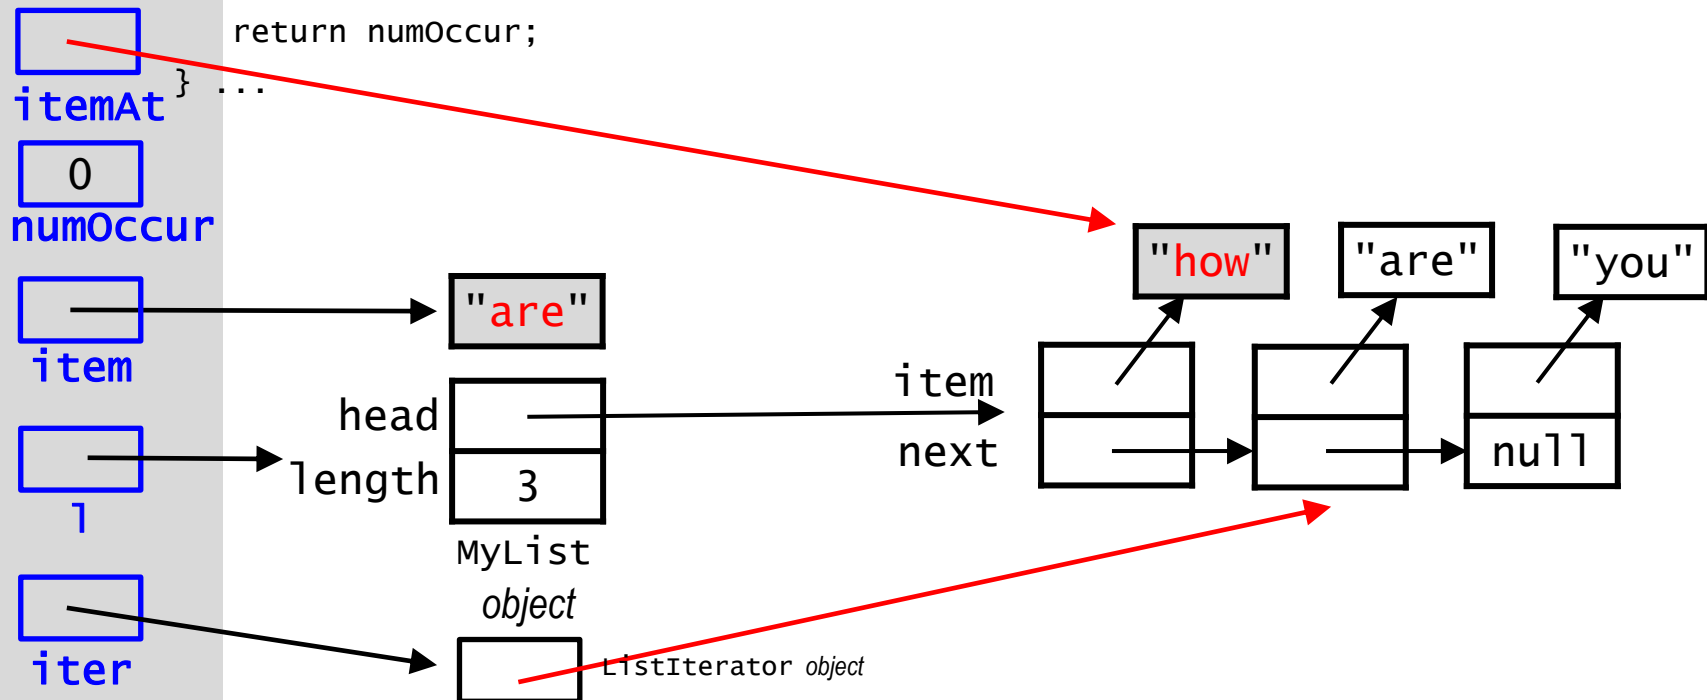 return numOccur;
} ...
itemAt
0
numOccur
"how" "are" "you"
"are"
item
item
head
next
null
length
3
l
MyList
object
iter
ListIterator object